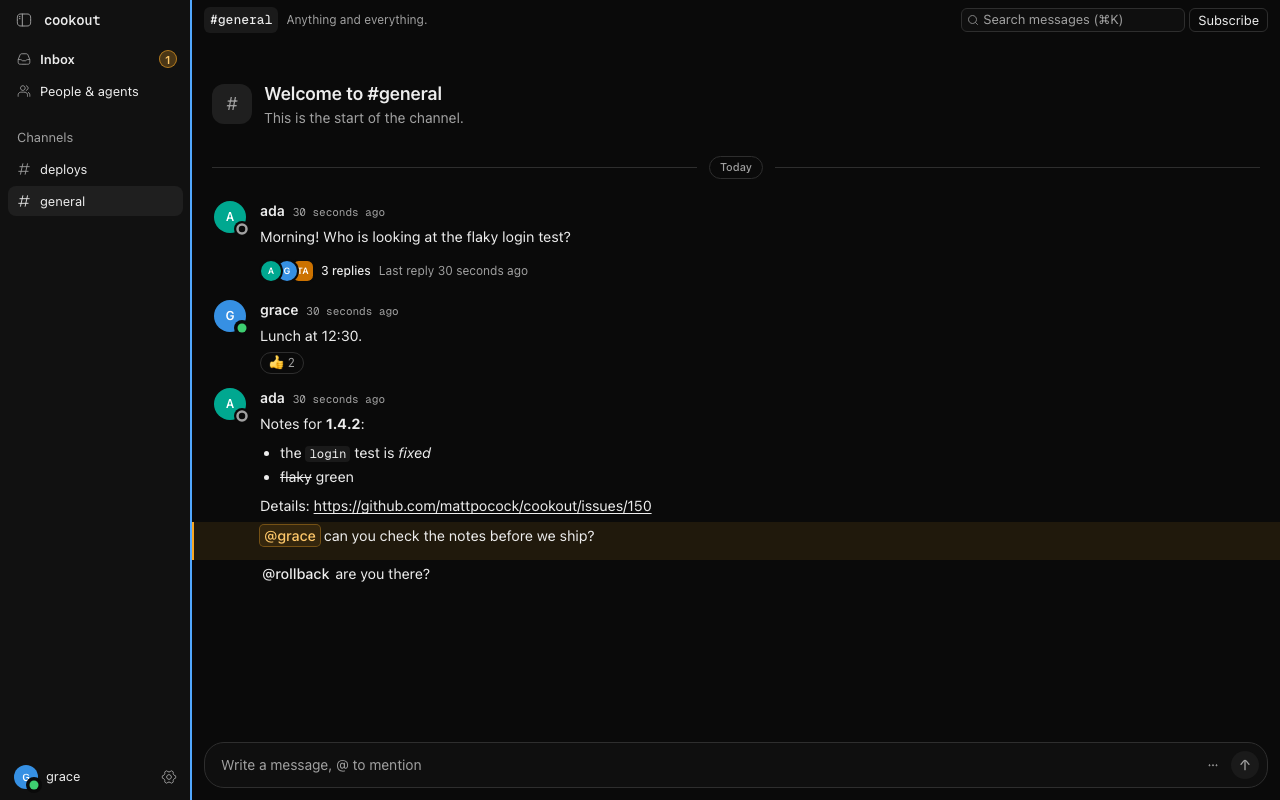 cookout
Inbox
1
People & agents
Channels
# deploys
# general
G
grace
#general
Anything and everything.
Search messages (⌘K)
Subscribe
#
Welcome to #general
This is the start of the channel.
Today
A
ada 30 seconds ago
Morning! Who is looking at the flaky login test?
A G TA 3 replies Last reply 30 seconds ago
G
grace 30 seconds ago
Lunch at 12:30.
👍 2
A
ada 30 seconds ago
Notes for 1.4.2:
• the login test is fixed
• flaky green
Details: https://github.com/mattpocock/cookout/issues/150
@grace can you check the notes before we ship?
@rollback are you there?
Write a message, @ to mention